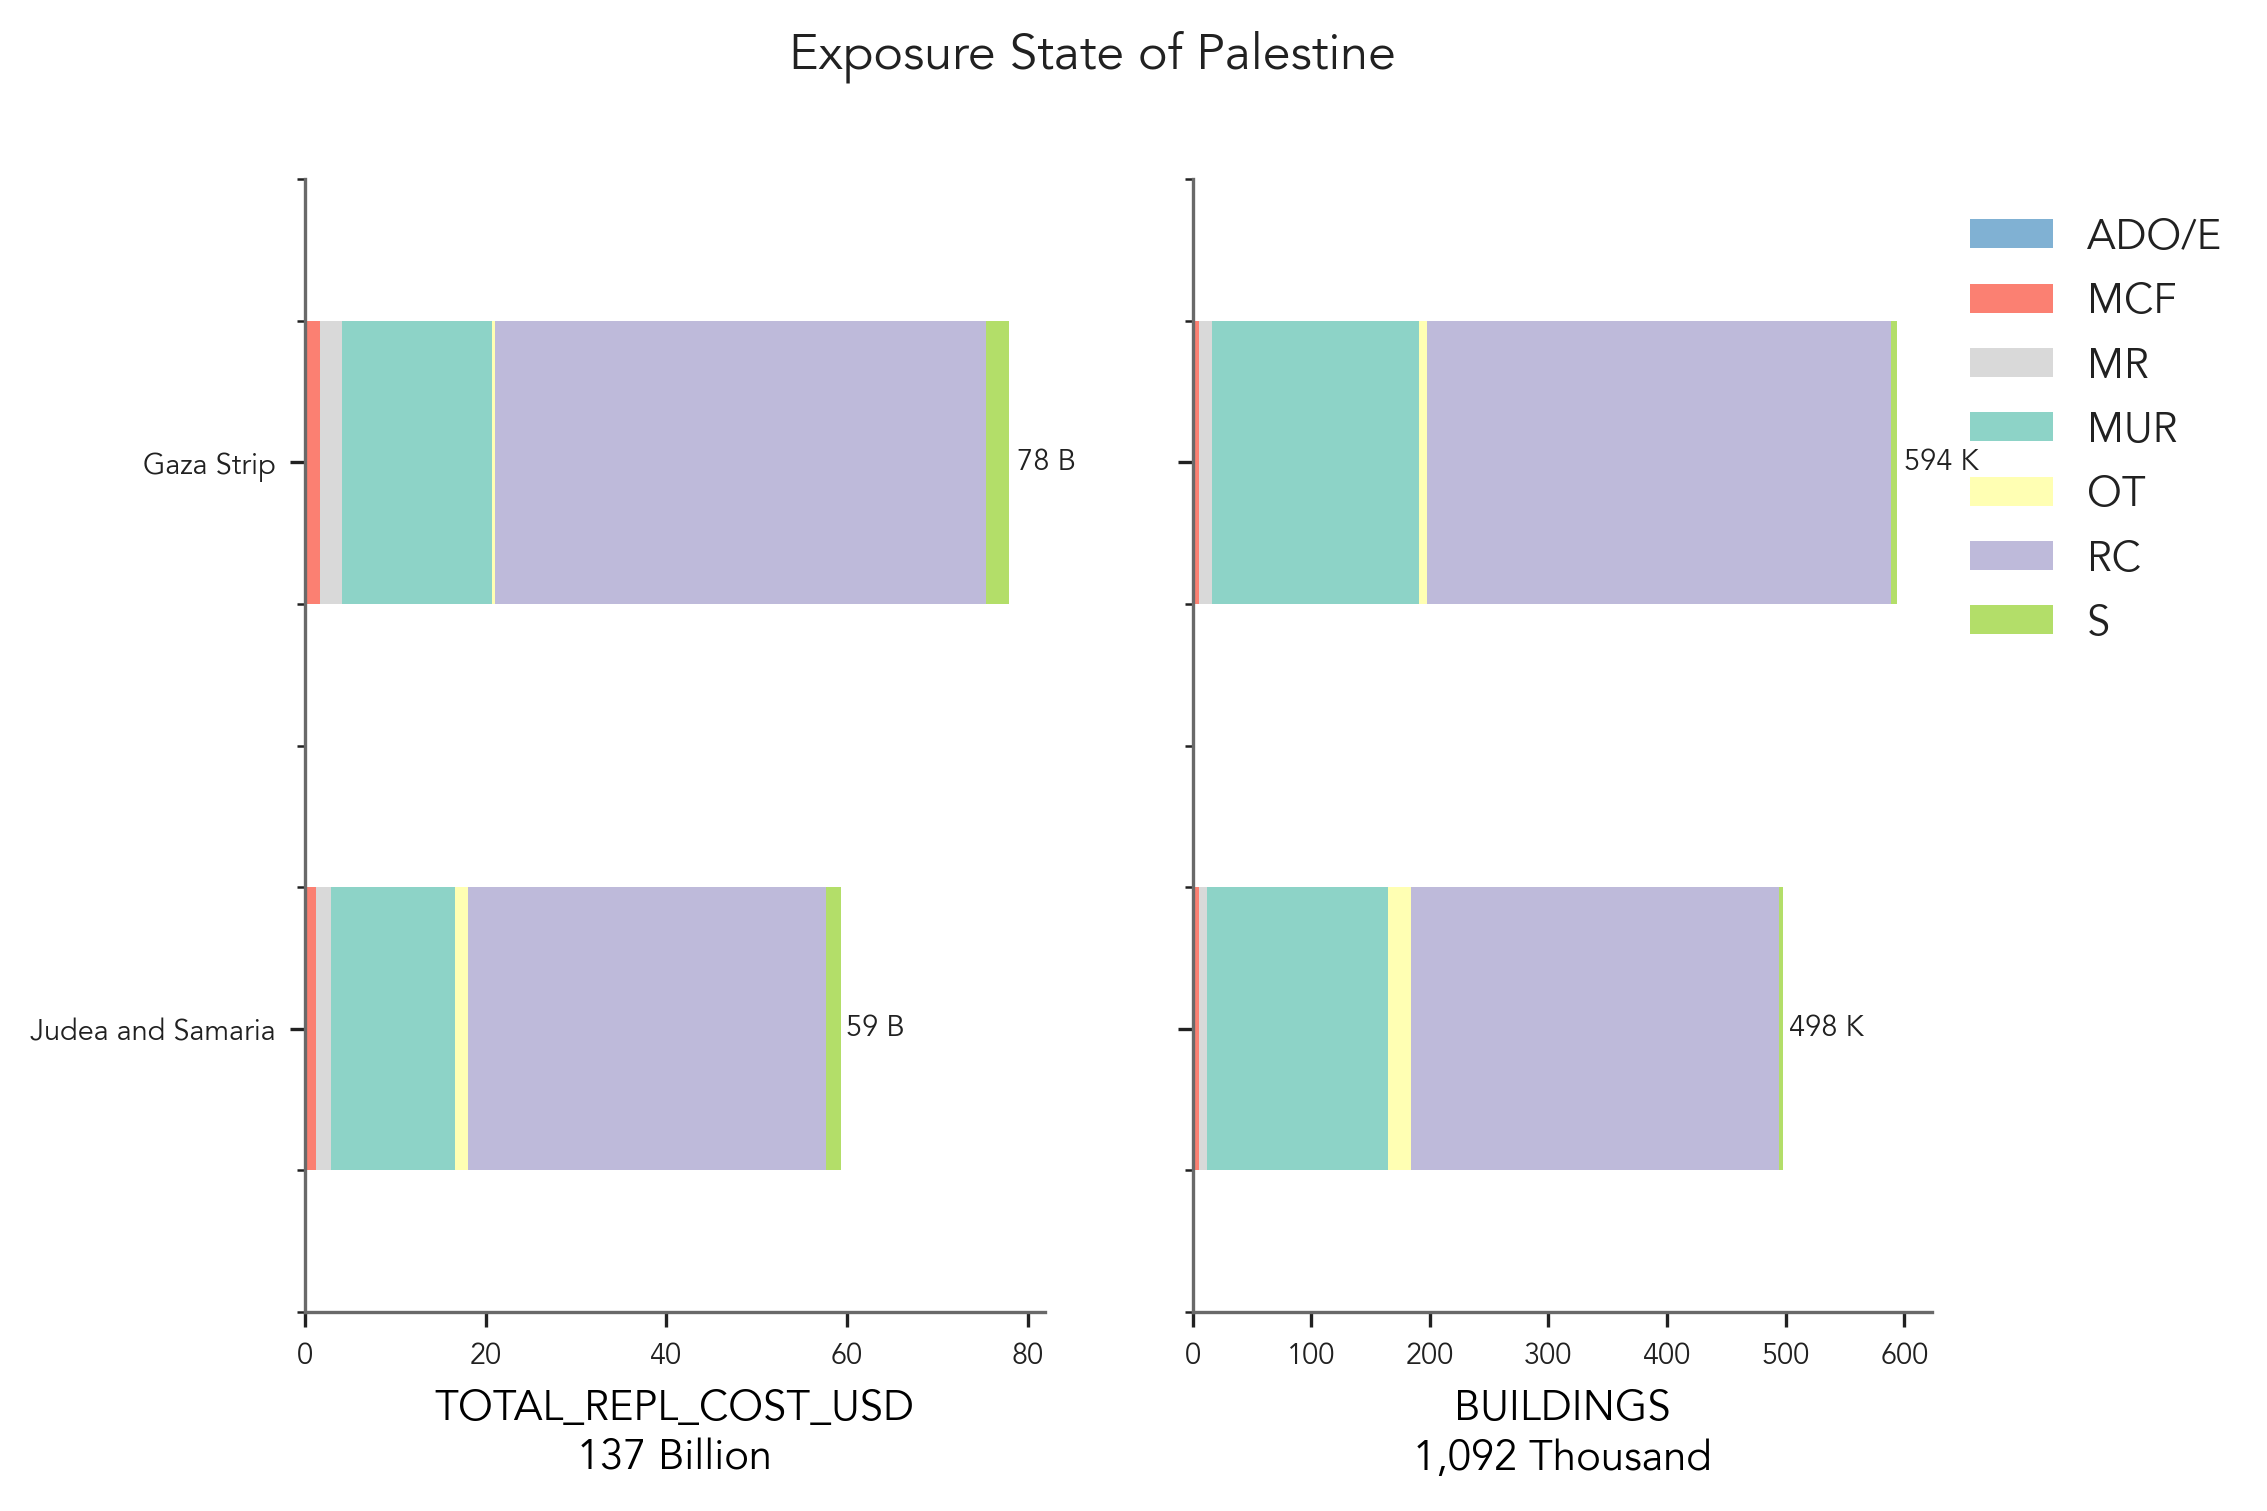 Exposure State of Palestine
Gaza Strip
Judea and Samaria
78 B
59 B
0 20 40 60 80
TOTAL_REPL_COST_USD
137 Billion
594 K
498 K
0 100 200 300 400 500 600
BUILDINGS
1,092 Thousand
ADO/E
MCF
MR
MUR
OT
RC
S